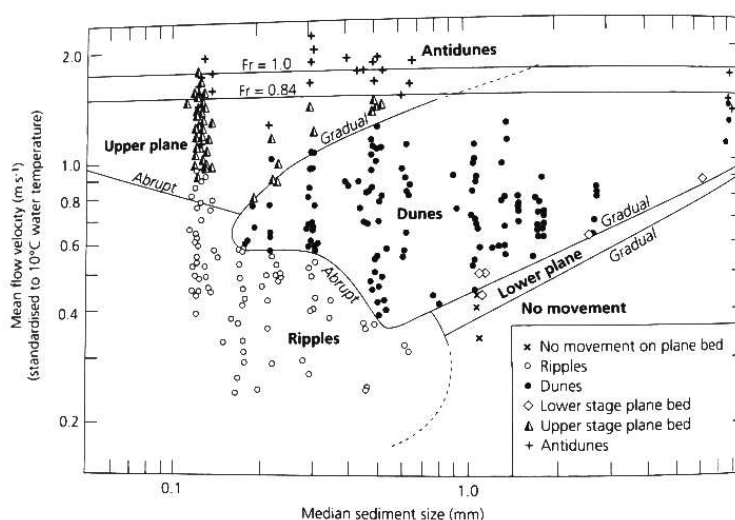 Mean flow velocity (m s⁻¹)
(standardised to 10°C water temperature)
2.0
1.0
0.8
0.6
0.4
0.2
Antidunes
Fr = 1.0
Fr = 0.84
Upper plane
Gradual
Abrupt
Dunes
Gradual
Lower plane
Gradual
Abrupt
No movement
Ripples
× No movement on plane bed
○ Ripples
● Dunes
◇ Lower stage plane bed
▲ Upper stage plane bed
+ Antidunes
0.1
1.0
Median sediment size (mm)